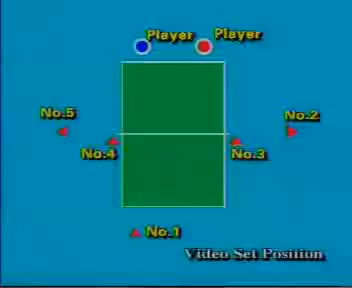 Player Player
No.5 No.2
No.4 No.3
No.1
Video Set Position